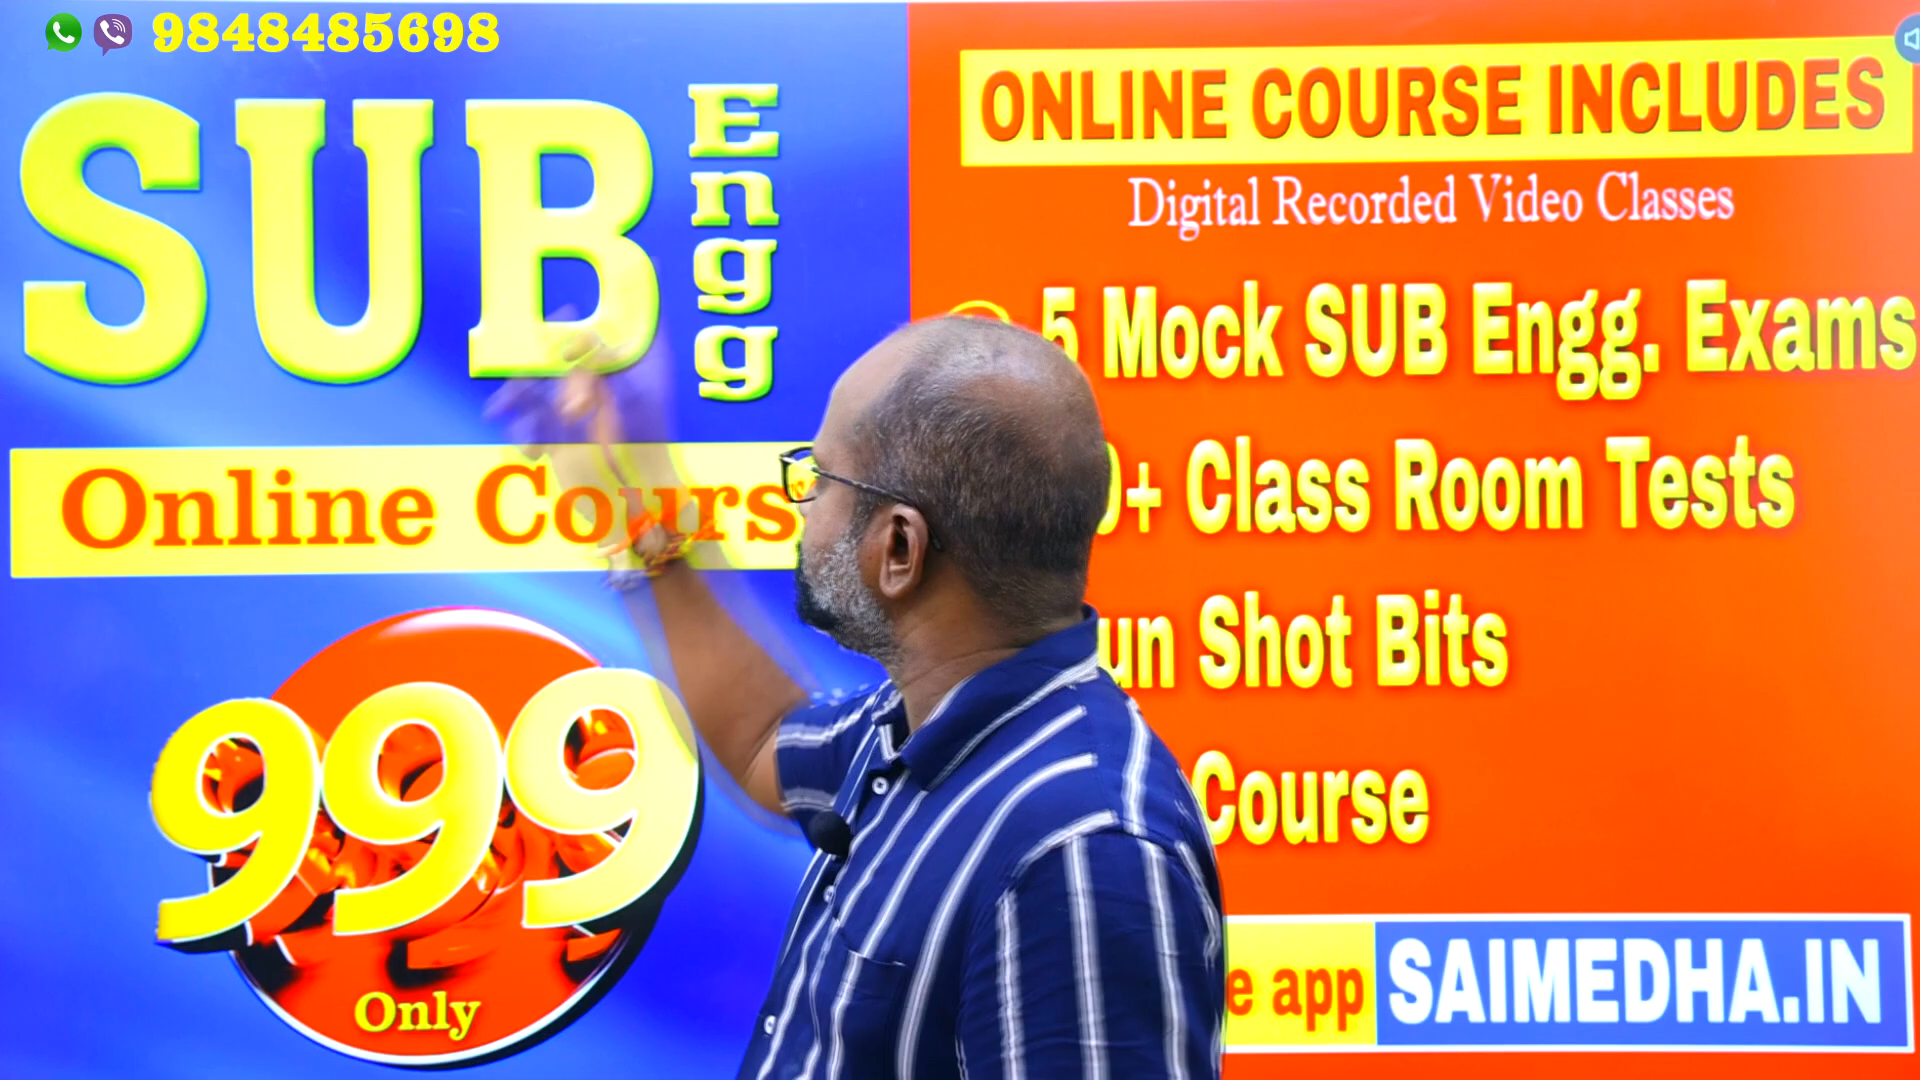 9848485698
SUB
Engg
Online
999
Only
ONLINE COURSE INCLUDES
Digital Recorded Video Classes
5 Mock SUB Engg. Exams
Class Room Tests
Shot Bits
Course
app
SAIMEDHA.IN